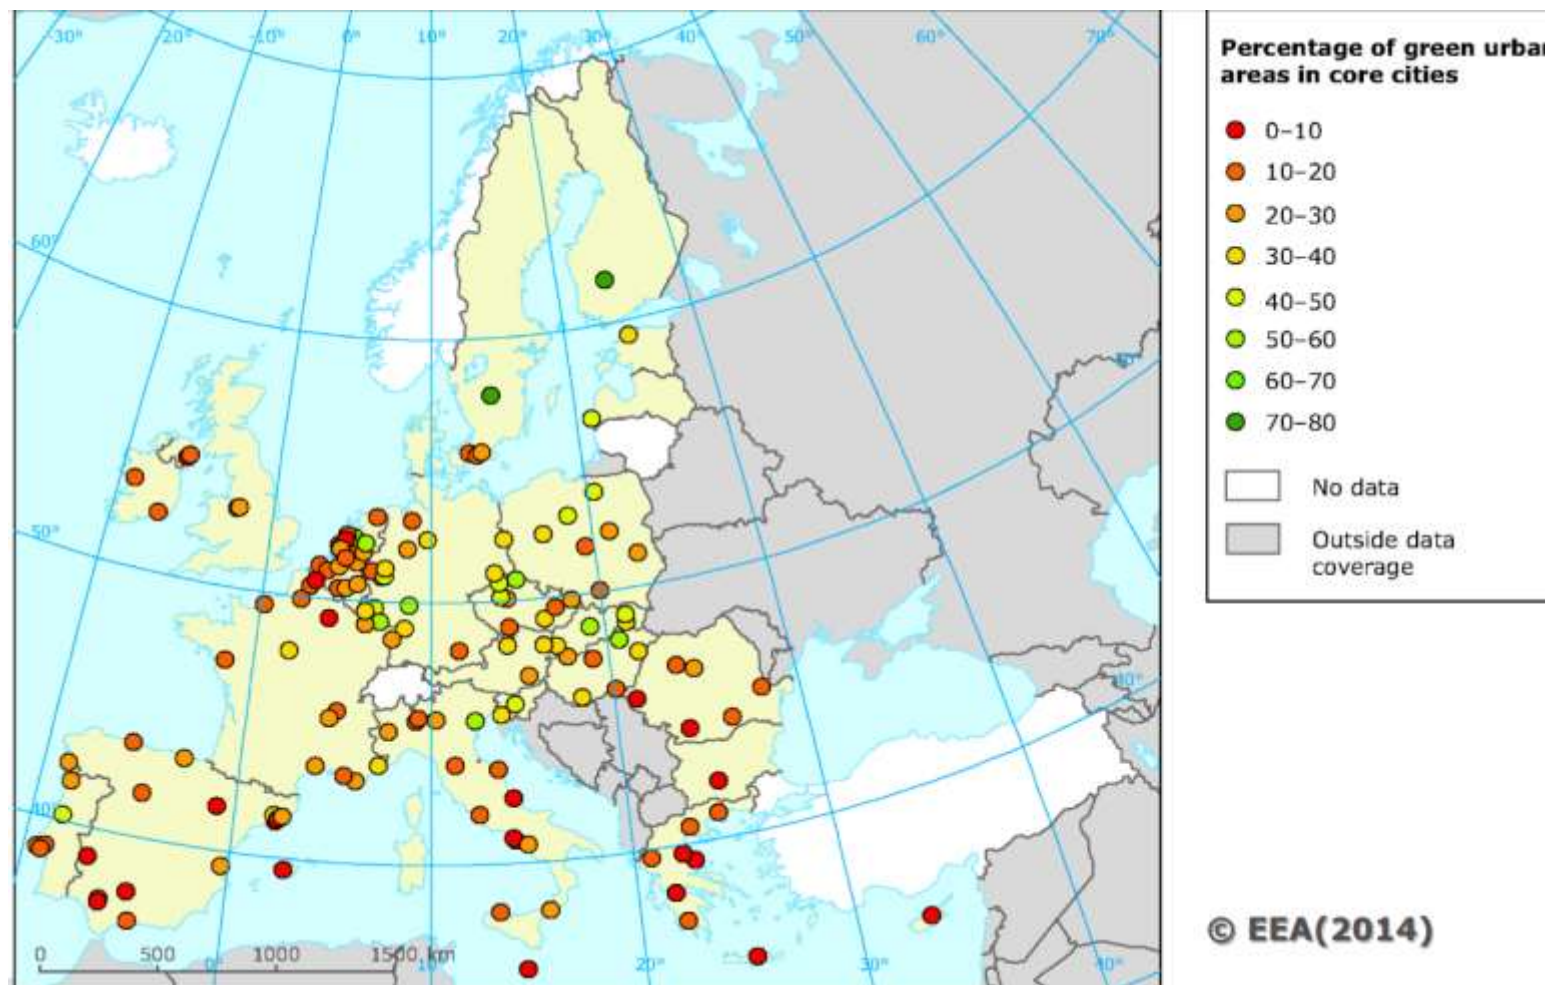 -30° -20° -10° 0° 10° 20° 30° 40° 50° 60° 70°
60°
50°
40°
50°
40°
0 500 1000 1500 km
0° 10° 20° 30° 40°
Percentage of green urban
areas in core cities
0–10
10–20
20–30
30–40
40–50
50–60
60–70
70–80
No data
Outside data
coverage
© EEA(2014)